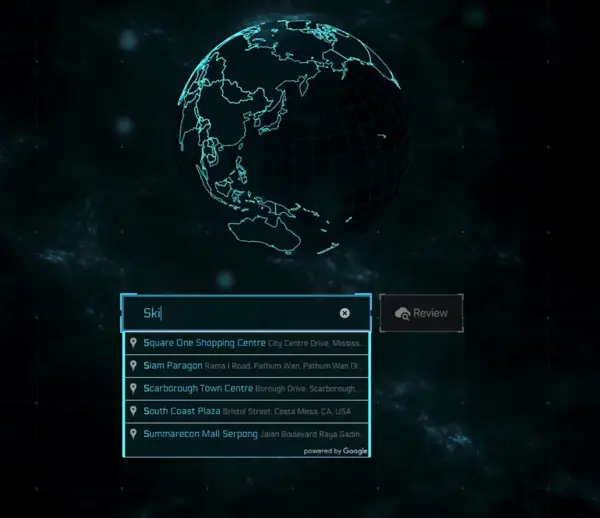 Ski
Review
Square One Shopping Centre City Centre Drive, Mississ...
Siam Paragon Rama I Road, Pathum Wan, Pathum Wan Di...
Scarborough Town Centre Borough Drive, Scarborough, ...
South Coast Plaza Bristol Street, Costa Mesa, CA, USA
Summarecon Mall Serpong Jalan Boulevard Raya Gadin...
powered by Google